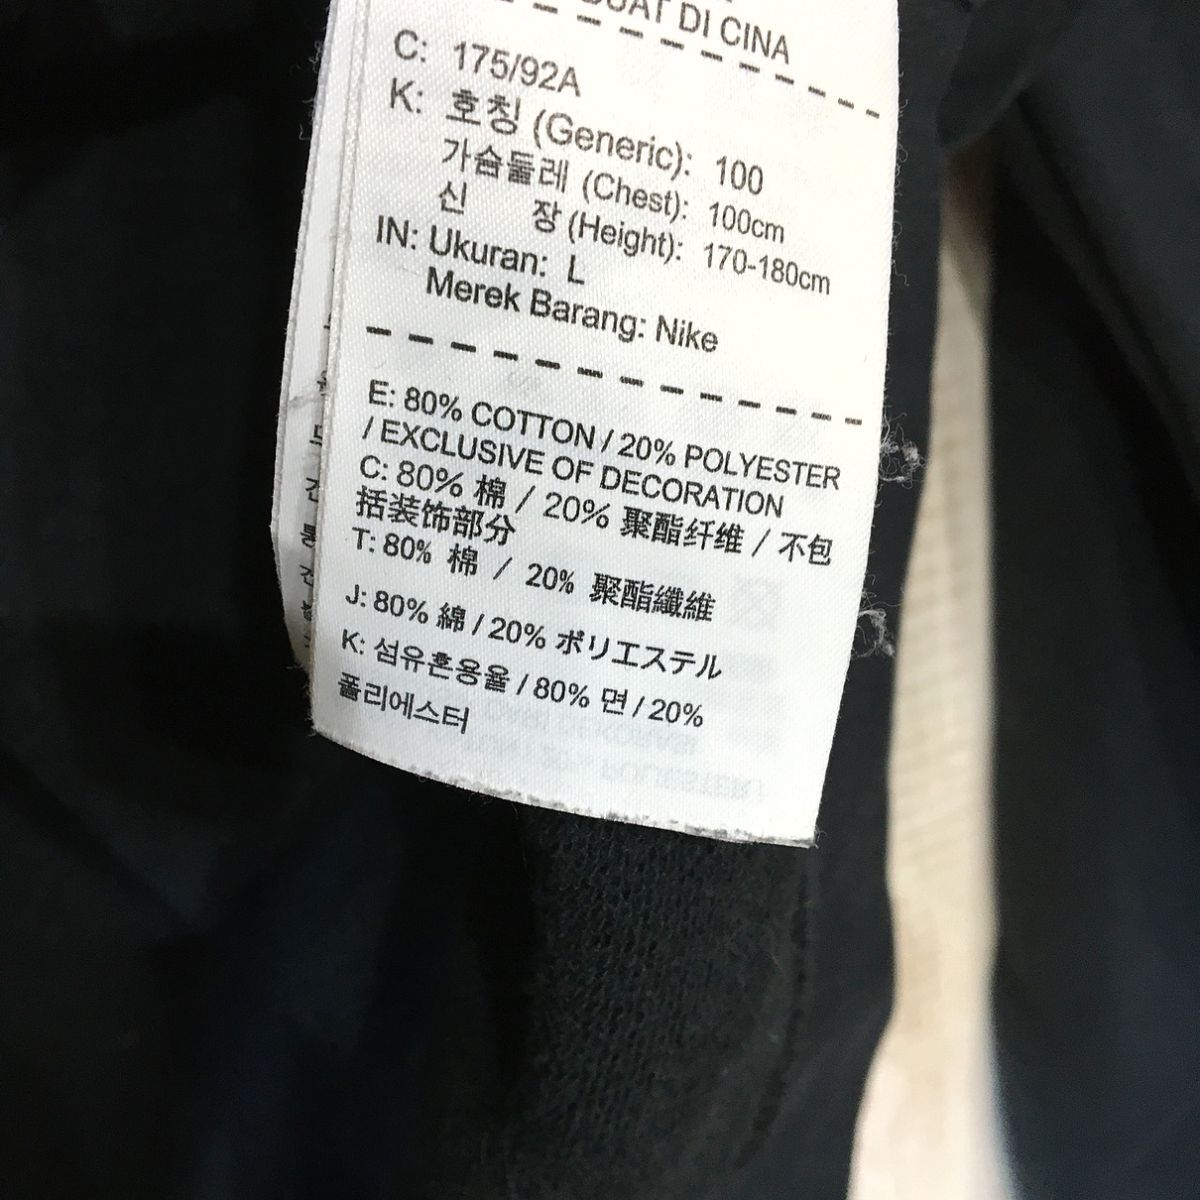 DI CINA
C: 175/92A
K: 호칭 (Generic): 100
가슴둘레 (Chest): 100cm
신 장 (Height): 170-180cm
IN: Ukuran: L
Merek Barang: Nike
E: 80% COTTON / 20% POLYESTER
/ EXCLUSIVE OF DECORATION
C: 80% 棉 / 20% 聚酯纤维 / 不包
括装饰部分
T: 80% 棉 / 20% 聚酯纖維
J: 80% 綿 / 20% ポリエステル
K: 섬유혼용율 / 80% 면 / 20%
폴리에스터